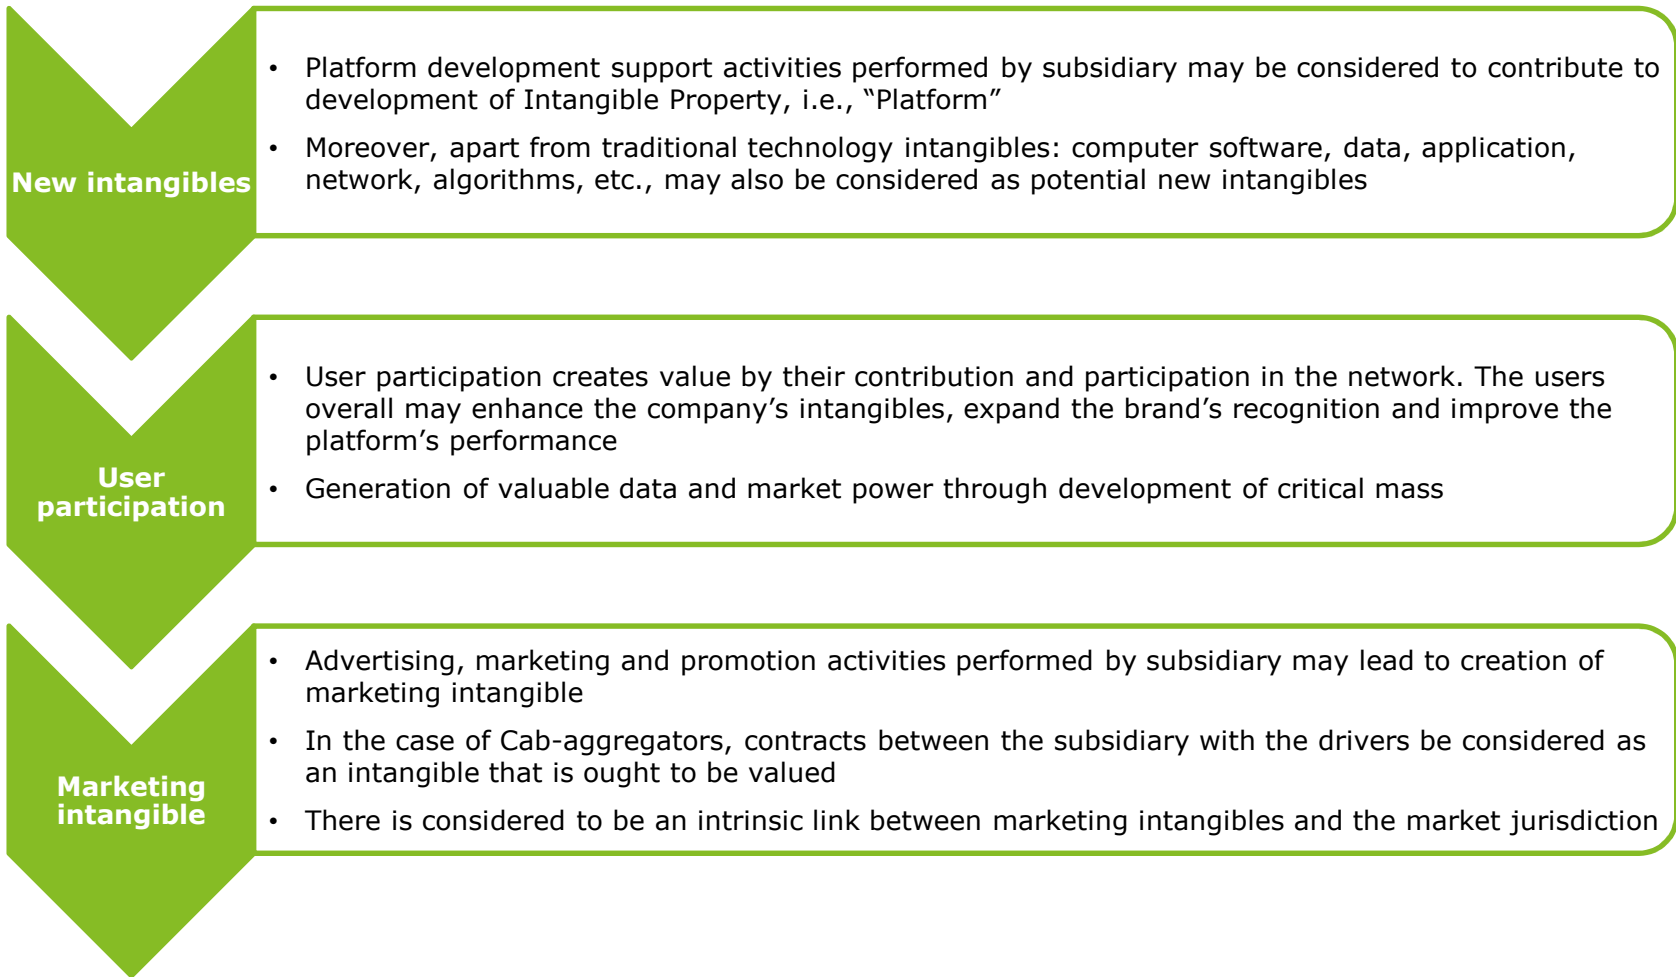 New intangibles
• Platform development support activities performed by subsidiary may be considered to contribute to
development of Intangible Property, i.e., “Platform”
• Moreover, apart from traditional technology intangibles: computer software, data, application,
network, algorithms, etc., may also be considered as potential new intangibles
User
participation
• User participation creates value by their contribution and participation in the network. The users
overall may enhance the company’s intangibles, expand the brand’s recognition and improve the
platform’s performance
• Generation of valuable data and market power through development of critical mass
Marketing
intangible
• Advertising, marketing and promotion activities performed by subsidiary may lead to creation of
marketing intangible
• In the case of Cab-aggregators, contracts between the subsidiary with the drivers be considered as
an intangible that is ought to be valued
• There is considered to be an intrinsic link between marketing intangibles and the market jurisdiction